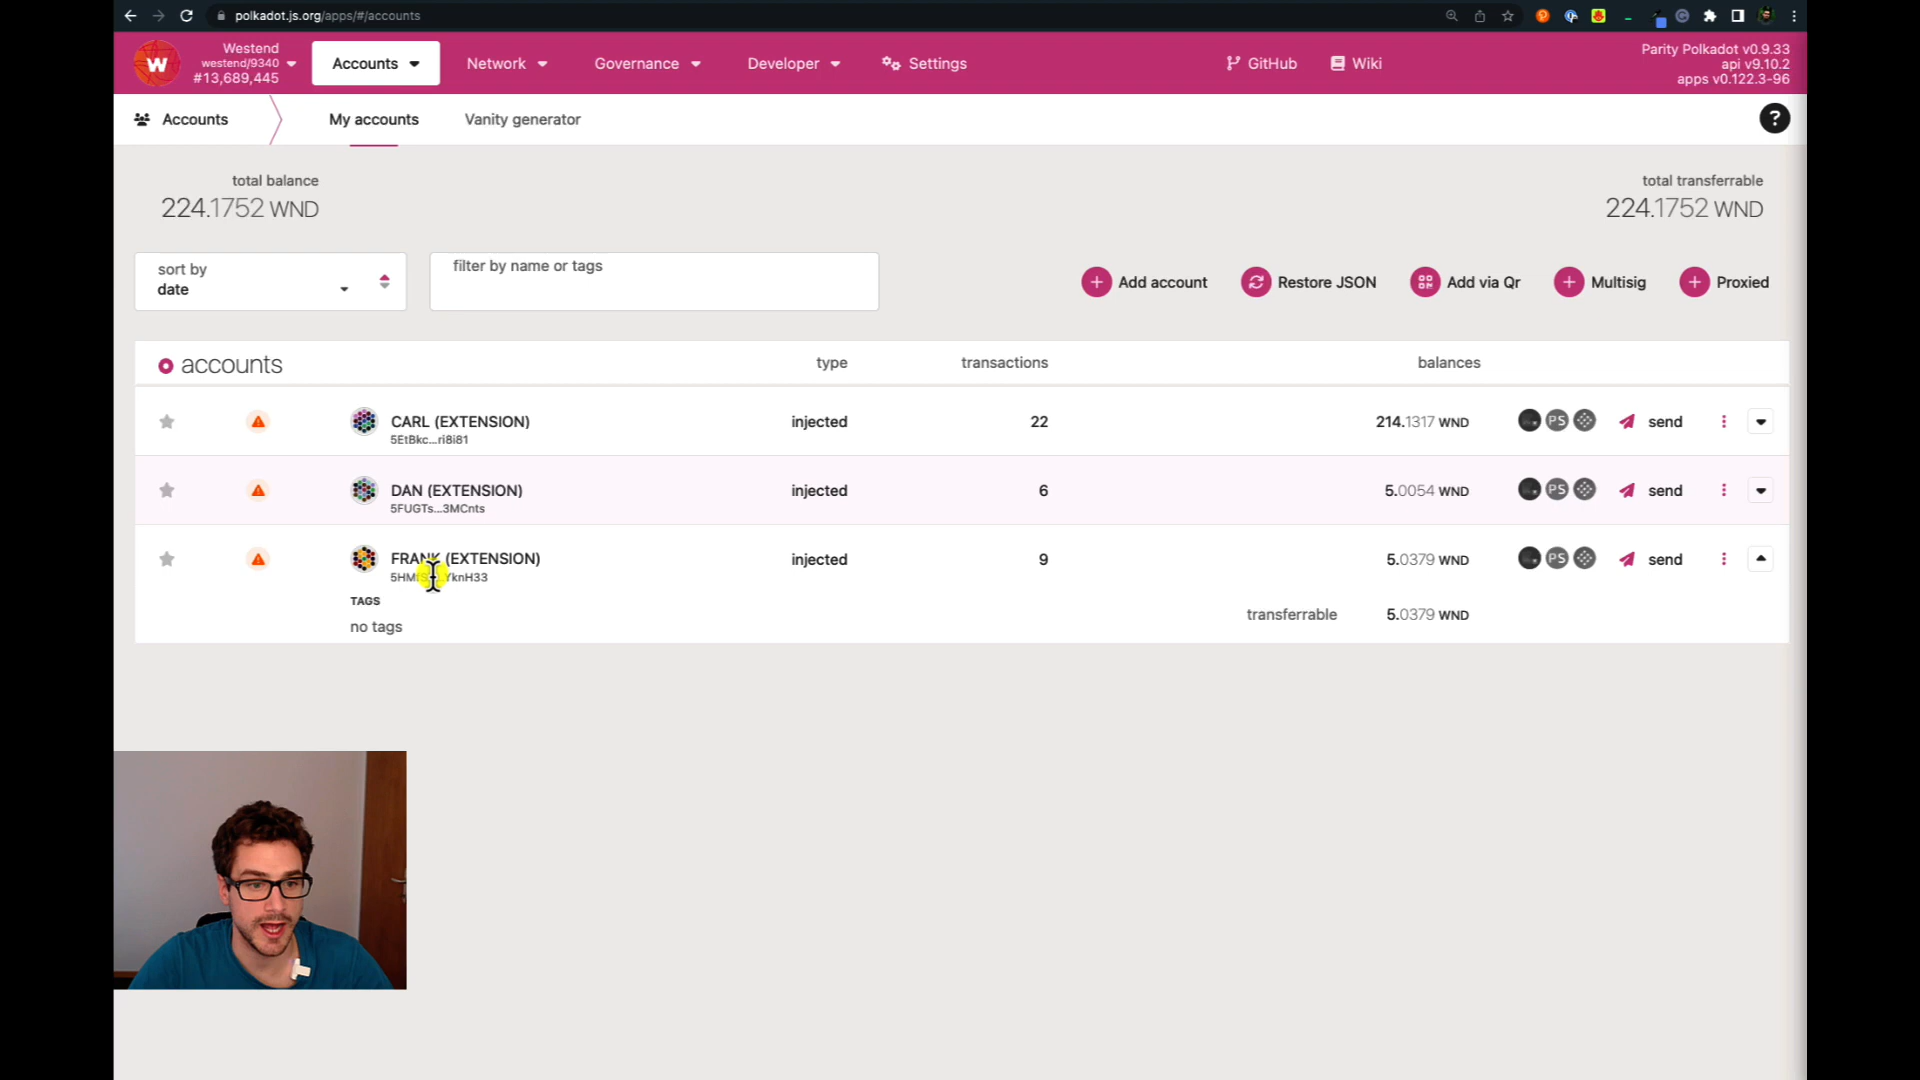 polkadot.js.org/apps/#/accounts
Westend
westend/9340
#13,689,445
Accounts
Network
Governance
Developer
Settings
GitHub
Wiki
Parity Polkadot v0.9.33
api v9.10.2
apps v0.122.3-96
Accounts
My accounts
Vanity generator
?
total balance
224.1752 WND
total transferrable
224.1752 WND
sort by
date
filter by name or tags
Add account
Restore JSON
Add via Qr
Multisig
Proxied
accounts
type
transactions
balances
CARL (EXTENSION)
5EtBkc...ri8i81
injected
22
214.1317 WND
PS
send
DAN (EXTENSION)
5FUGTs...3MCnts
injected
6
5.0054 WND
PS
send
FRANK (EXTENSION)
injected
9
5.0379 WND
PS
send
TAGS
no tags
transferrable
5.0379 WND